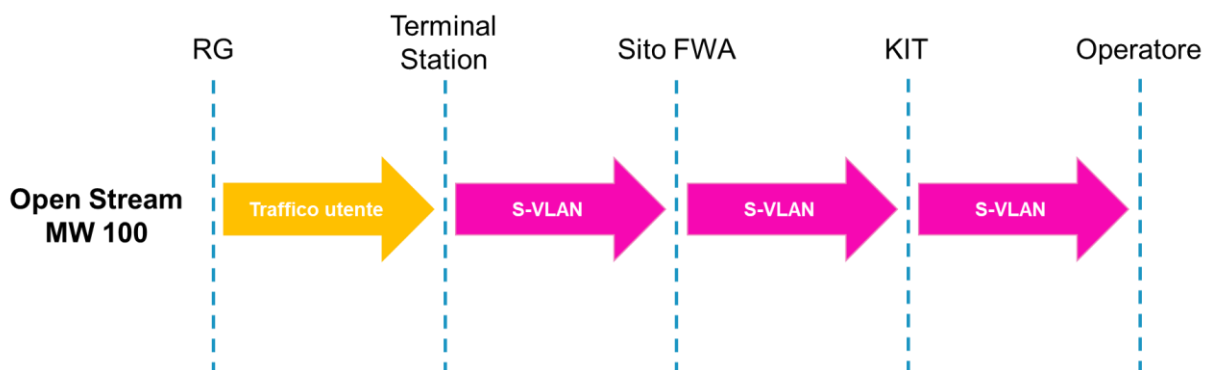 RG
Terminal
Station
Sito FWA
KIT
Operatore
Open Stream
MW 100
Traffico utente
S-VLAN
S-VLAN
S-VLAN